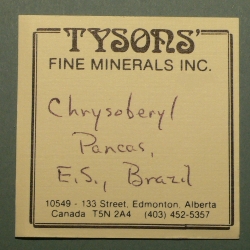 TYSONS'
FINE MINERALS INC.
Chrysoberyl
Pancas,
E.S., Brazil
10549 - 133 Street, Edmonton, Alberta
Canada T5N 2A4 (403) 452-5357